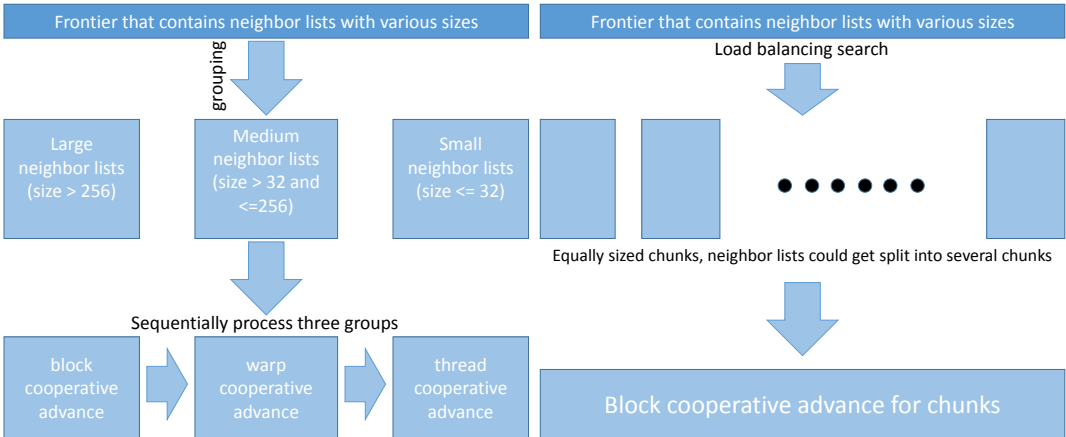 Frontier that contains neighbor lists with various sizes
grouping
Large
neighbor lists
(size > 256)
Medium
neighbor lists
(size > 32 and
<=256)
Small
neighbor lists
(size <= 32)
Sequentially process three groups
block
cooperative
advance
warp
cooperative
advance
thread
cooperative
advance
Frontier that contains neighbor lists with various sizes
Load balancing search
Equally sized chunks, neighbor lists could get split into several chunks
Block cooperative advance for chunks